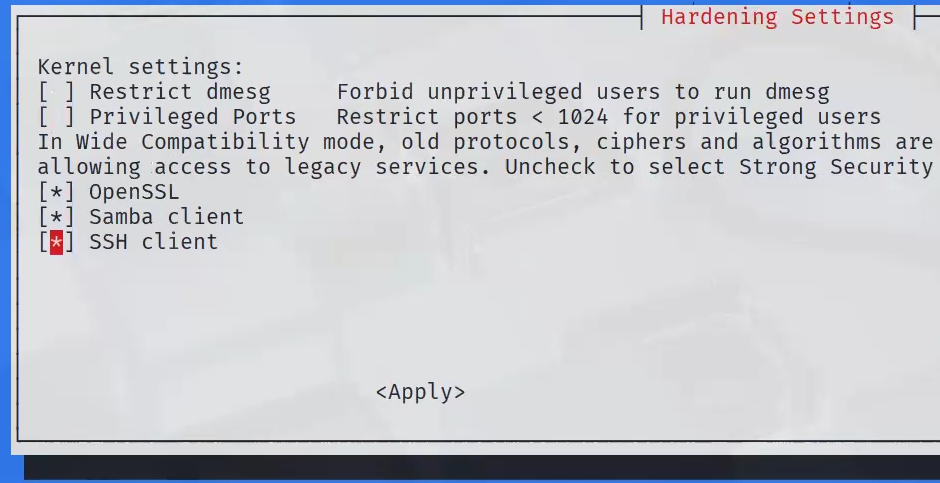 Hardening Settings
Kernel settings:
[ ] Restrict dmesg Forbid unprivileged users to run dmesg
[ ] Privileged Ports Restrict ports < 1024 for privileged users
In Wide Compatibility mode, old protocols, ciphers and algorithms are
allowing access to legacy services. Uncheck to select Strong Security
[*] OpenSSL
[*] Samba client
[*] SSH client
<Apply>